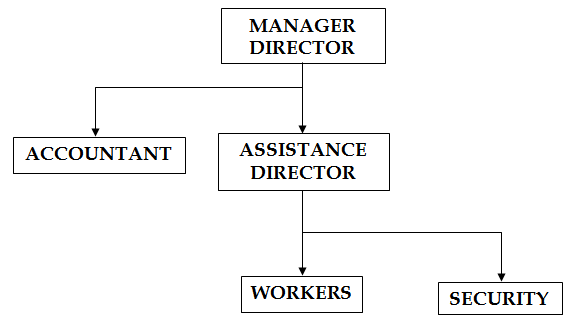 MANAGER
DIRECTOR
ACCOUNTANT
ASSISTANCE
DIRECTOR
WORKERS
SECURITY